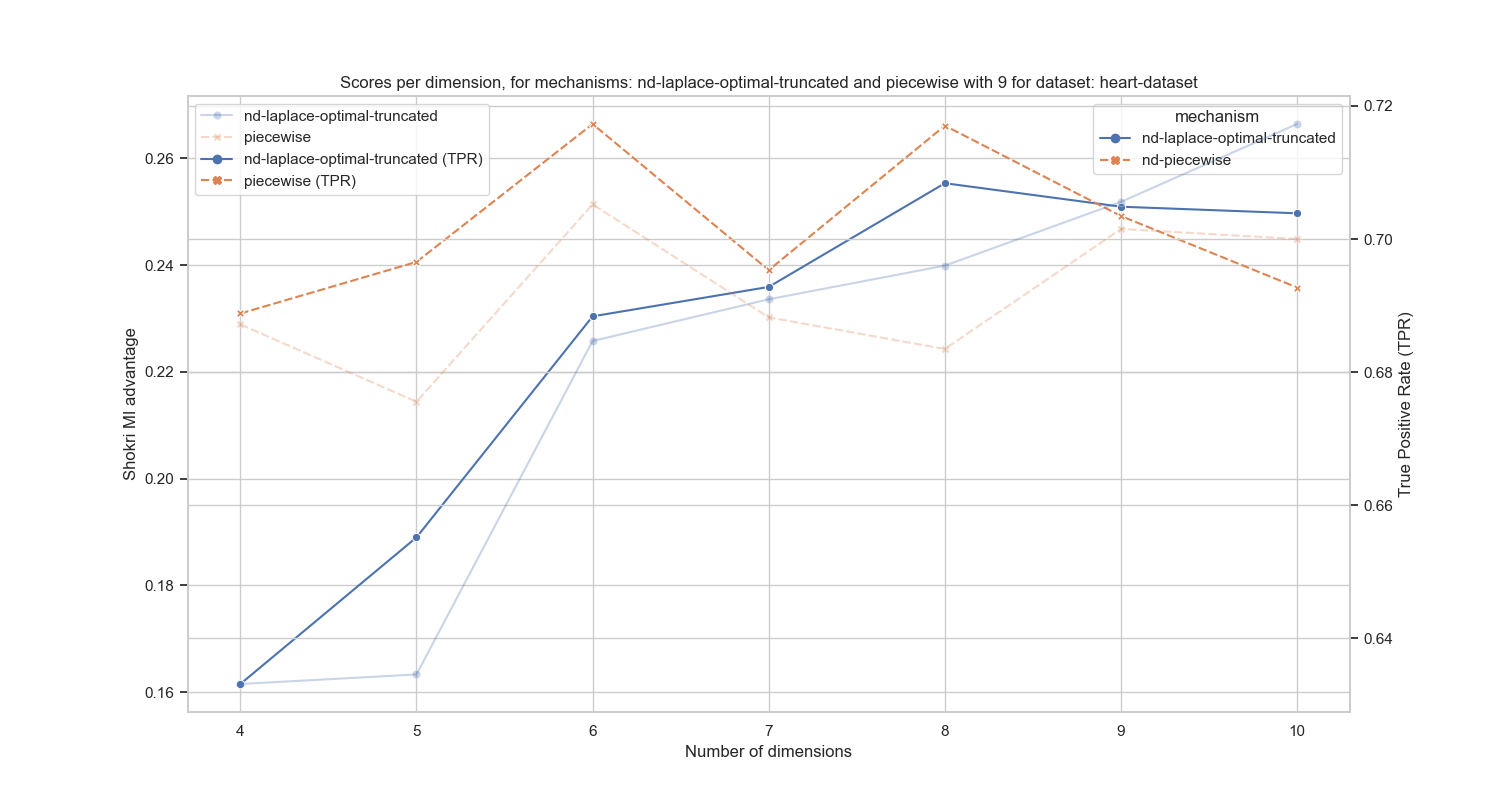 Scores per dimension, for mechanisms: nd-laplace-optimal-truncated and piecewise with 9 for dataset: heart-dataset
nd-laplace-optimal-truncated
piecewise
nd-laplace-optimal-truncated (TPR)
piecewise (TPR)
mechanism
nd-laplace-optimal-truncated
nd-piecewise
Shokri MI advantage
0.26
0.24
0.22
0.20
0.18
0.16
0.72
0.70
0.68
0.66
0.64
True Positive Rate (TPR)
4 5 6 7 8 9 10
Number of dimensions